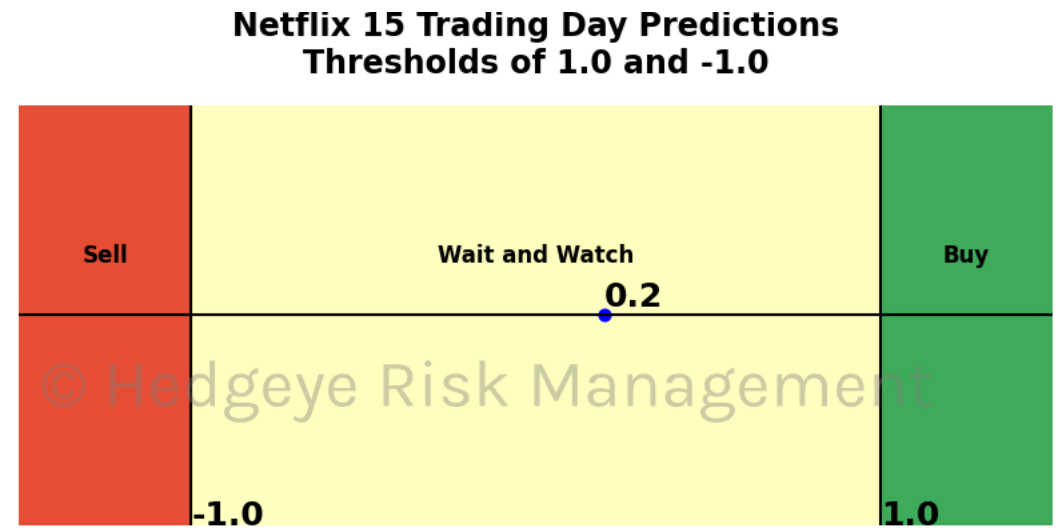 Netflix 15 Trading Day Predictions
Thresholds of 1.0 and -1.0
Sell
Wait and Watch
Buy
0.2
© Hedgeye Risk Management
-1.0
1.0